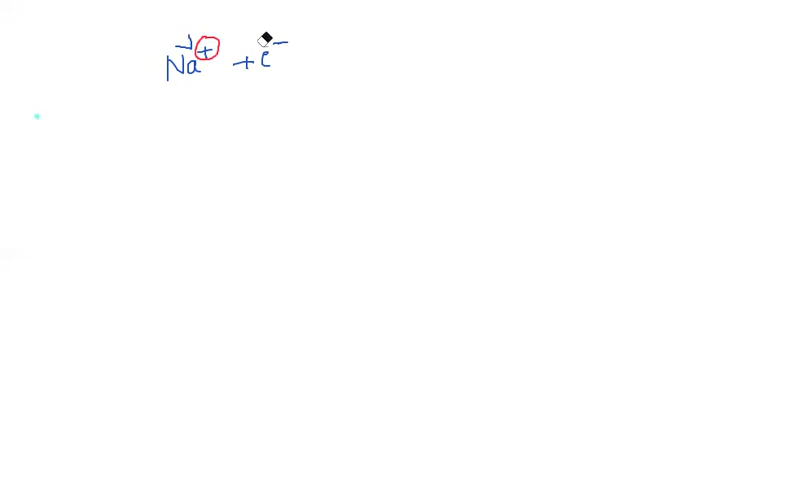 Na⁺ + e⁻